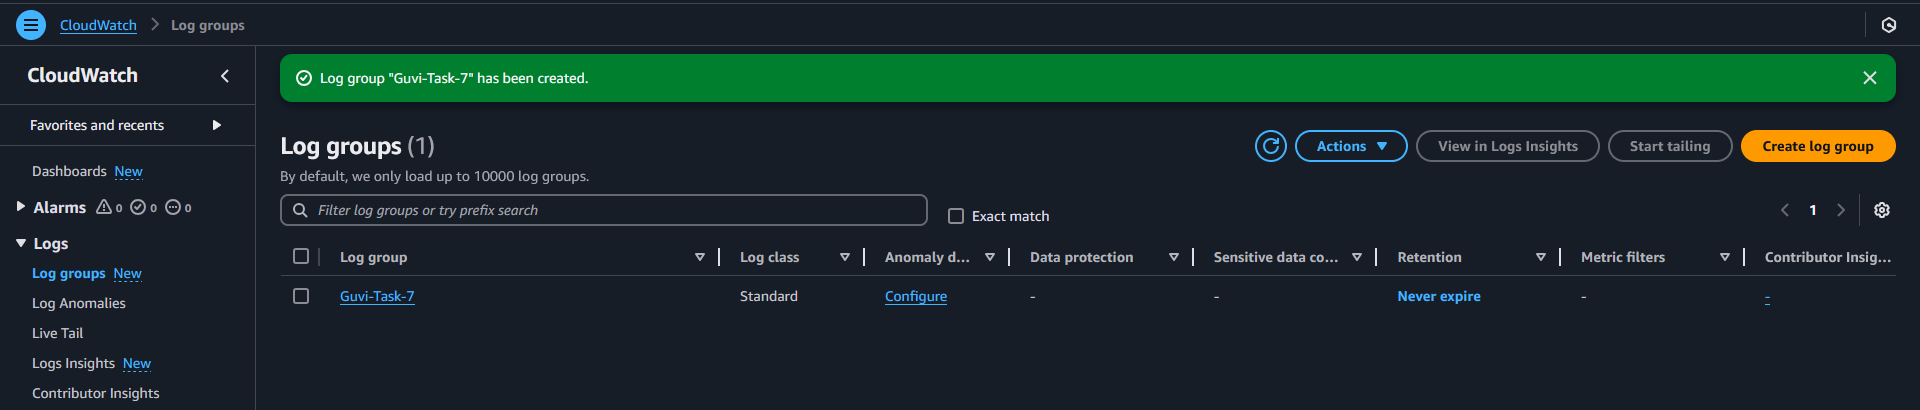 CloudWatch > Log groups
CloudWatch
Favorites and recents
Dashboards New
Alarms 0 0 0
Logs
Log groups New
Log Anomalies
Live Tail
Logs Insights New
Contributor Insights
Log group "Guvi-Task-7" has been created.
Log groups (1)
Actions View in Logs Insights Start tailing Create log group
By default, we only load up to 10000 log groups.
Filter log groups or try prefix search Exact match 1
Log group Log class Anomaly d... Data protection Sensitive data co... Retention Metric filters Contributor Insig...
Guvi-Task-7 Standard Configure - - Never expire - -